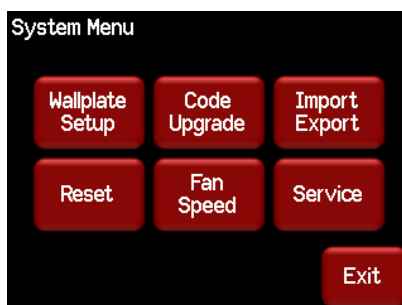 System Menu
Wallplate
Setup
Code
Upgrade
Import
Export
Reset
Fan
Speed
Service
Exit